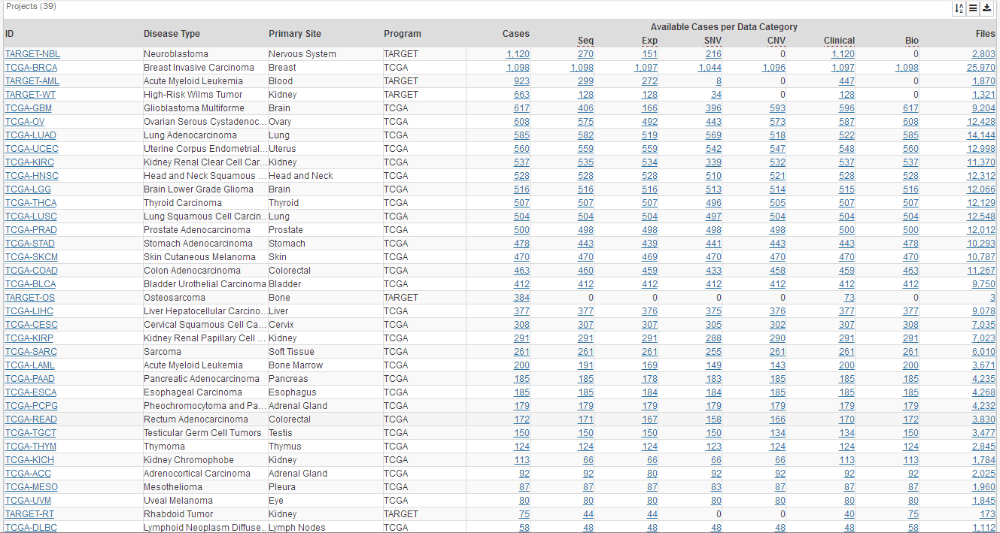 Projects (39)
Available Cases per Data Category
ID Disease Type Primary Site Program Cases Seq Exp SNV CNV Clinical Bio Files
TARGET-NBL Neuroblastoma Nervous System TARGET 1,120 270 151 216 0 1,120 0 2,803
TCGA-BRCA Breast Invasive Carcinoma Breast TCGA 1,098 1,098 1,097 1,044 1,096 1,097 1,098 25,970
TARGET-AML Acute Myeloid Leukemia Blood TARGET 923 299 272 8 0 447 0 1,870
TARGET-WT High-Risk Wilms Tumor Kidney TARGET 663 128 128 34 0 128 0 1,321
TCGA-GBM Glioblastoma Multiforme Brain TCGA 617 406 166 396 593 596 617 9,204
TCGA-OV Ovarian Serous Cystadenoc... Ovary TCGA 608 575 492 443 573 587 608 12,428
TCGA-LUAD Lung Adenocarcinoma Lung TCGA 585 582 519 569 518 522 585 14,144
TCGA-UCEC Uterine Corpus Endometrial... Uterus TCGA 560 559 559 542 547 548 560 12,998
TCGA-KIRC Kidney Renal Clear Cell Car... Kidney TCGA 537 535 534 339 532 537 537 11,370
TCGA-HNSC Head and Neck Squamous ... Head and Neck TCGA 528 528 528 510 521 528 528 12,312
TCGA-LGG Brain Lower Grade Glioma Brain TCGA 516 516 516 513 514 515 516 12,066
TCGA-THCA Thyroid Carcinoma Thyroid TCGA 507 507 507 496 505 507 507 12,129
TCGA-LUSC Lung Squamous Cell Carcin... Lung TCGA 504 504 504 497 504 504 504 12,548
TCGA-PRAD Prostate Adenocarcinoma Prostate TCGA 500 498 498 498 498 500 500 12,012
TCGA-STAD Stomach Adenocarcinoma Stomach TCGA 478 443 439 441 443 443 478 10,293
TCGA-SKCM Skin Cutaneous Melanoma Skin TCGA 470 470 469 470 470 470 470 10,787
TCGA-COAD Colon Adenocarcinoma Colorectal TCGA 463 460 459 433 458 459 463 11,267
TCGA-BLCA Bladder Urothelial Carcinoma Bladder TCGA 412 412 412 412 412 412 412 9,750
TARGET-OS Osteosarcoma Bone TARGET 384 0 0 0 0 73 0 3
TCGA-LIHC Liver Hepatocellular Carcino... Liver TCGA 377 377 376 375 376 377 377 9,078
TCGA-CESC Cervical Squamous Cell Ca... Cervix TCGA 308 307 307 305 302 307 308 7,035
TCGA-KIRP Kidney Renal Papillary Cell ... Kidney TCGA 291 291 291 288 290 291 291 7,023
TCGA-SARC Sarcoma Soft Tissue TCGA 261 261 261 255 261 261 261 6,010
TCGA-LAML Acute Myeloid Leukemia Bone Marrow TCGA 200 191 169 149 143 200 200 3,671
TCGA-PAAD Pancreatic Adenocarcinoma Pancreas TCGA 185 185 178 183 185 185 185 4,235
TCGA-ESCA Esophageal Carcinoma Esophagus TCGA 185 185 184 184 185 185 185 4,268
TCGA-PCPG Pheochromocytoma and Pa... Adrenal Gland TCGA 179 179 179 179 179 179 179 4,232
TCGA-READ Rectum Adenocarcinoma Colorectal TCGA 172 171 167 158 166 170 172 3,830
TCGA-TGCT Testicular Germ Cell Tumors Testis TCGA 150 150 150 150 134 134 150 3,477
TCGA-THYM Thymoma Thymus TCGA 124 124 124 123 124 124 124 2,845
TCGA-KICH Kidney Chromophobe Kidney TCGA 113 66 66 66 66 113 113 1,784
TCGA-ACC Adrenocortical Carcinoma Adrenal Gland TCGA 92 92 80 92 92 92 92 2,025
TCGA-MESO Mesothelioma Pleura TCGA 87 87 87 83 87 87 87 1,960
TCGA-UVM Uveal Melanoma Eye TCGA 80 80 80 80 80 80 80 1,845
TARGET-RT Rhabdoid Tumor Kidney TARGET 75 44 44 0 0 40 75 173
TCGA-DLBC Lymphoid Neoplasm Diffuse... Lymph Nodes TCGA 58 48 48 48 48 48 58 1,112